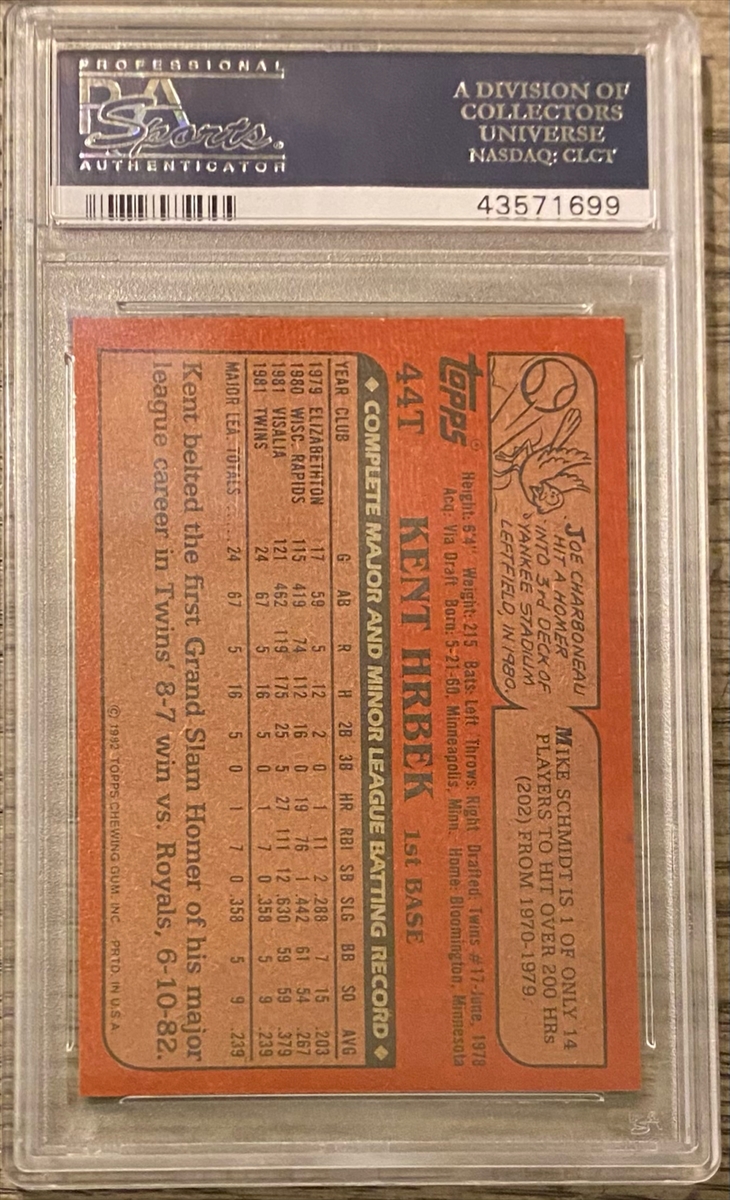 PROFESSIONAL
PSA
Sports
AUTHENTICATOR
A DIVISION OF
COLLECTORS
UNIVERSE
NASDAQ: CLCT
43571699
JOE CHARBONEAU
HIT A HOMER
INTO 3rd DECK OF
YANKEE STADIUM
LEFTFIELD, IN 1980.
MIKE SCHMIDT IS 1 OF ONLY 14
PLAYERS TO HIT OVER 200 HRs
(202) FROM 1970-1979.
TOPPS®
44T KENT HRBEK 1st BASE
Height: 6'4" Weight: 215 Bats: Left Throws: Right Drafted: Twins #17-June, 1978
Acq: Via Draft Born: 5-21-60, Minneapolis, Minn. Home: Bloomington, Minnesota
◆ COMPLETE MAJOR AND MINOR LEAGUE BATTING RECORD ◆
YEAR CLUB G AB R H 2B 3B HR RBI SB SLG BB SO AVG
1979 ELIZABETHTON 17 59 5 12 2 0 1 11 2 .288 7 15 .203
1980 WISC. RAPIDS 115 419 74 112 16 0 19 76 1 .442 61 54 .267
1981 VISALIA 121 462 119 175 25 5 27 111 12 .630 59 59 .379
1981 TWINS 24 67 5 16 5 0 1 7 0 .358 5 9 .239
MAJOR LEA. TOTALS 24 67 5 16 5 0 1 7 0 .358 5 9 .239
Kent belted the first Grand Slam Homer of his major
league career in Twins' 8-7 win vs. Royals, 6-10-82.
© 1982 TOPPS CHEWING GUM INC. PRTD. IN U.S.A.
PSA